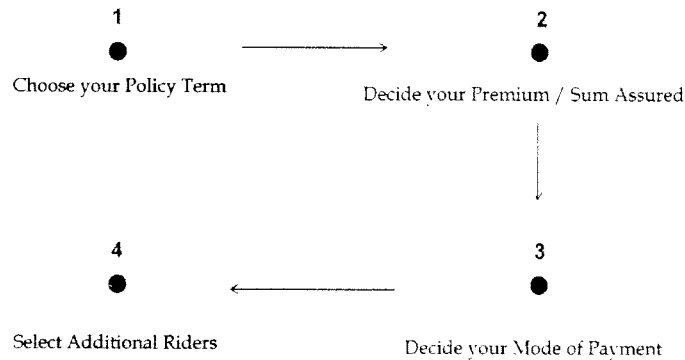 1
Choose your Policy Term
2
Decide your Premium / Sum Assured
3
Decide your Mode of Payment
4
Select Additional Riders